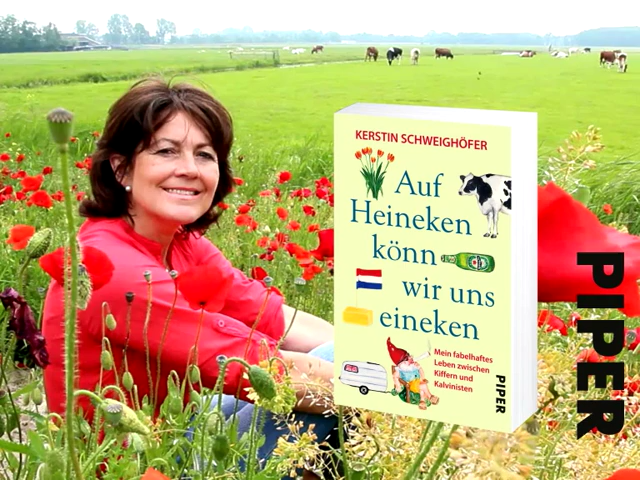 KERSTIN SCHWEIGHÖFER
Auf
Heineken
könn
wir uns
eineken
Mein fabelhaftes
Leben zwischen
Kiffern und
Kalvinisten
PIPER
PIPER